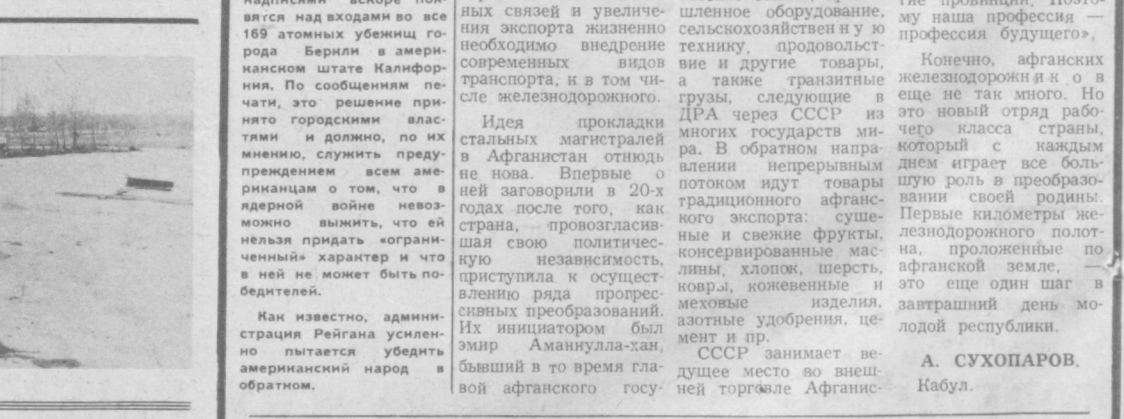 надписями вскоре поя-
вятся над входами во все
169 атомных убежищ го-
рода Беркли в амери-
канском штате Калифор-
ния. По сообщениям пе-
чати, это решение при-
нято городскими влас-
тями и должно, по их
мнению, служить преду-
преждением всем аме-
риканцам о том, что в
ядерной войне невоз-
можно выжить, что ей
нельзя придать «ограни-
ченный» характер и что
в ней не может быть по-
бедителей.
Как известно, админи-
страция Рейгана усилен-
но пытается убедить
американский народ в
обратном.
ных связей и увеличе-
ния экспорта жизненно
необходимо внедрение
современных видов
транспорта, к в том чи-
сле железнодорожного.
Идея прокладки
стальных магистралей
в Афганистан отнюдь
не нова. Впервые о
ней заговорили в 20-х
годах после того, как
страна, провозгласив-
шая свою политичес-
кую независимость,
приступила к осущест-
влению ряда прогрес-
сивных преобразований.
Их инициатором был
эмир Аманнулла-хан,
бывший в то время гла-
вой афганского госу-
шленное оборудование,
сельскохозяйственную
технику, продовольст-
вие и другие товары,
а также транзитные
грузы, следующие в
ДРА через СССР из
многих государств ми-
ра. В обратном напра-
влении непрерывным
потоком идут товары
традиционного афганс-
кого экспорта: суше-
ные и свежие фрукты,
консервированные мас-
лины, хлопок, шерсть,
ковры, кожевенные и
меховые изделия,
азотные удобрения, це-
мент и пр.
СССР занимает ве-
дущее место во внеш-
ней торговле Афганис-
гие провинции. Поэто-
му наша профессия —
профессия будущего».
Конечно, афганских
железнодорожников
еще не так много. Но
это новый отряд рабо-
чего класса страны,
который с каждым
днем играет все боль-
шую роль в преобразо-
вании своей родины.
Первые километры же-
лезнодорожного полот-
на, проложенные по
афганской земле, —
это еще один шаг в
завтрашний день мо-
лодой республики.
А. СУХОПАРОВ.
Кабул.